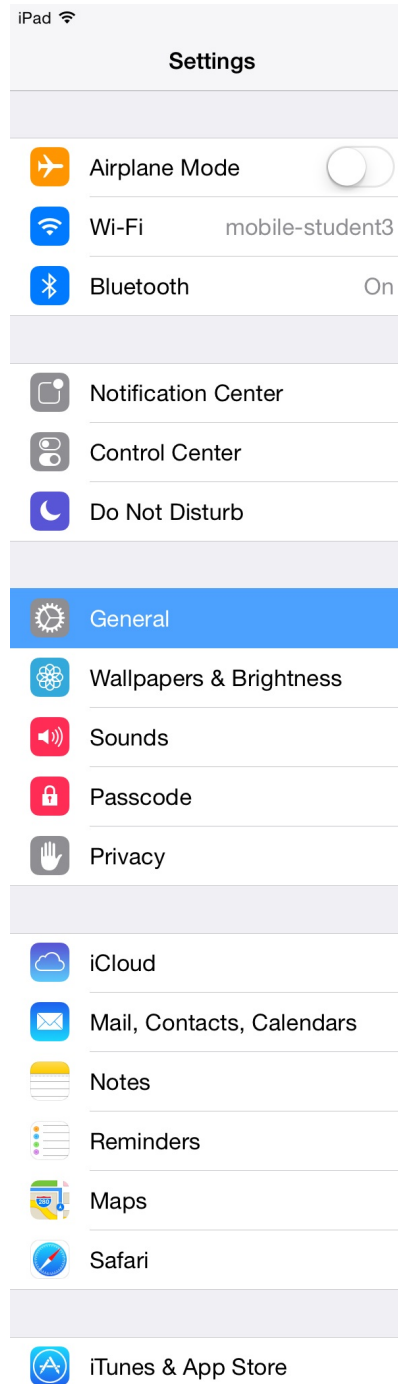 iPad
Settings
Airplane Mode
Wi-Fi mobile-student3
Bluetooth On
Notification Center
Control Center
Do Not Disturb
General
Wallpapers & Brightness
Sounds
Passcode
Privacy
iCloud
Mail, Contacts, Calendars
Notes
Reminders
280
Maps
Safari
iTunes & App Store